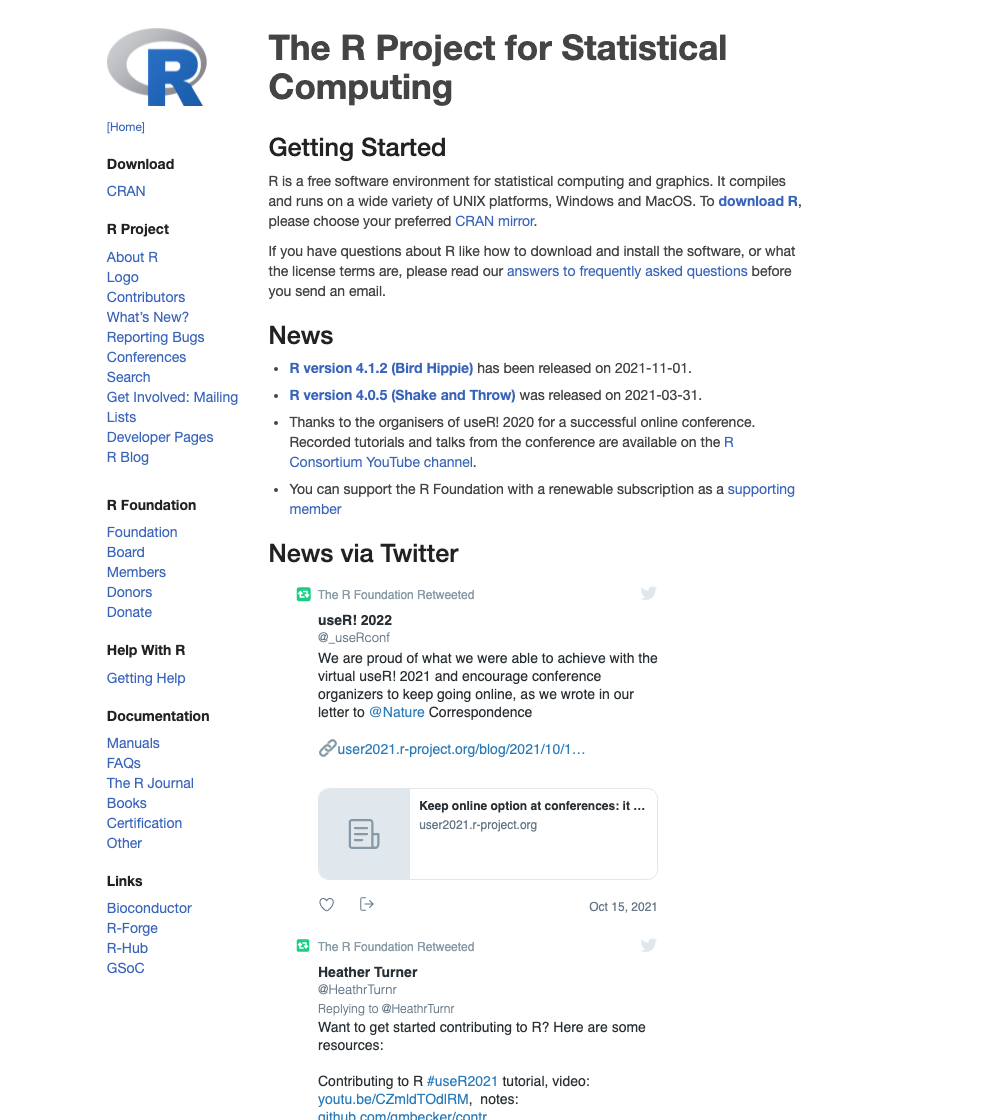 R
[Home]
Download
CRAN
R Project
About R
Logo
Contributors
What's New?
Reporting Bugs
Conferences
Search
Get Involved: Mailing
Lists
Developer Pages
R Blog
R Foundation
Foundation
Board
Members
Donors
Donate
Help With R
Getting Help
Documentation
Manuals
FAQs
The R Journal
Books
Certification
Other
Links
Bioconductor
R-Forge
R-Hub
GSoC
The R Project for Statistical
Computing
Getting Started
R is a free software environment for statistical computing and graphics. It compiles
and runs on a wide variety of UNIX platforms, Windows and MacOS. To download R,
please choose your preferred CRAN mirror.
If you have questions about R like how to download and install the software, or what
the license terms are, please read our answers to frequently asked questions before
you send an email.
News
• R version 4.1.2 (Bird Hippie) has been released on 2021-11-01.
• R version 4.0.5 (Shake and Throw) was released on 2021-03-31.
• Thanks to the organisers of useR! 2020 for a successful online conference.
Recorded tutorials and talks from the conference are available on the R
Consortium YouTube channel.
• You can support the R Foundation with a renewable subscription as a supporting
member
News via Twitter
The R Foundation Retweeted
useR! 2022
@_useRconf
We are proud of what we were able to achieve with the
virtual useR! 2021 and encourage conference
organizers to keep going online, as we wrote in our
letter to @Nature Correspondence
🔗user2021.r-project.org/blog/2021/10/1…
Keep online option at conferences: it ...
user2021.r-project.org
Oct 15, 2021
The R Foundation Retweeted
Heather Turner
@HeathrTurnr
Replying to @HeathrTurnr
Want to get started contributing to R? Here are some
resources:
Contributing to R #useR2021 tutorial, video:
youtu.be/CZmldTOdlRM, notes:
github.com/gmbecker/contr